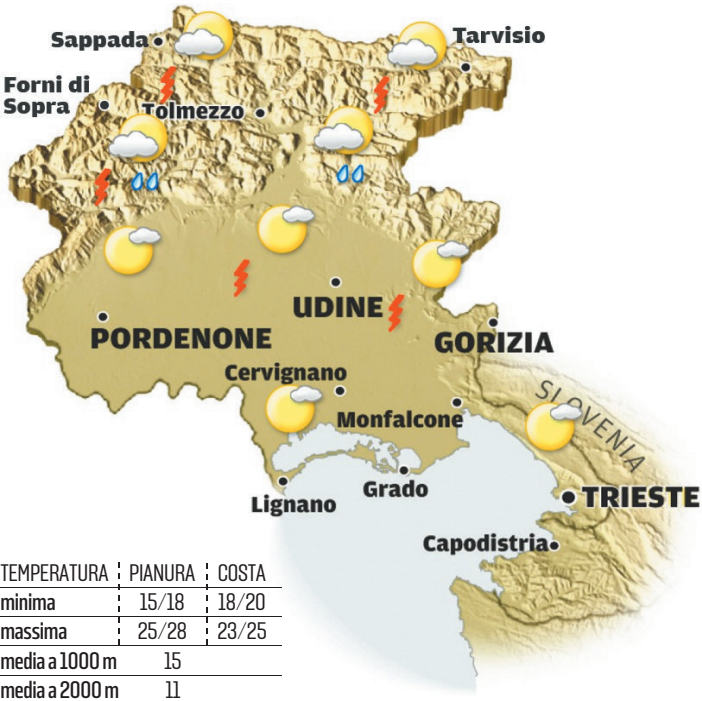 Sappada
Tarvisio
Forni di
Sopra
Tolmezzo
UDINE
PORDENONE
GORIZIA
Cervignano
SLOVENIA
Monfalcone
Grado
Lignano
TRIESTE
Capodistria
TEMPERATURA PIANURA COSTA
minima 15/18 18/20
massima 25/28 23/25
media a 1000 m 15
media a 2000 m 11